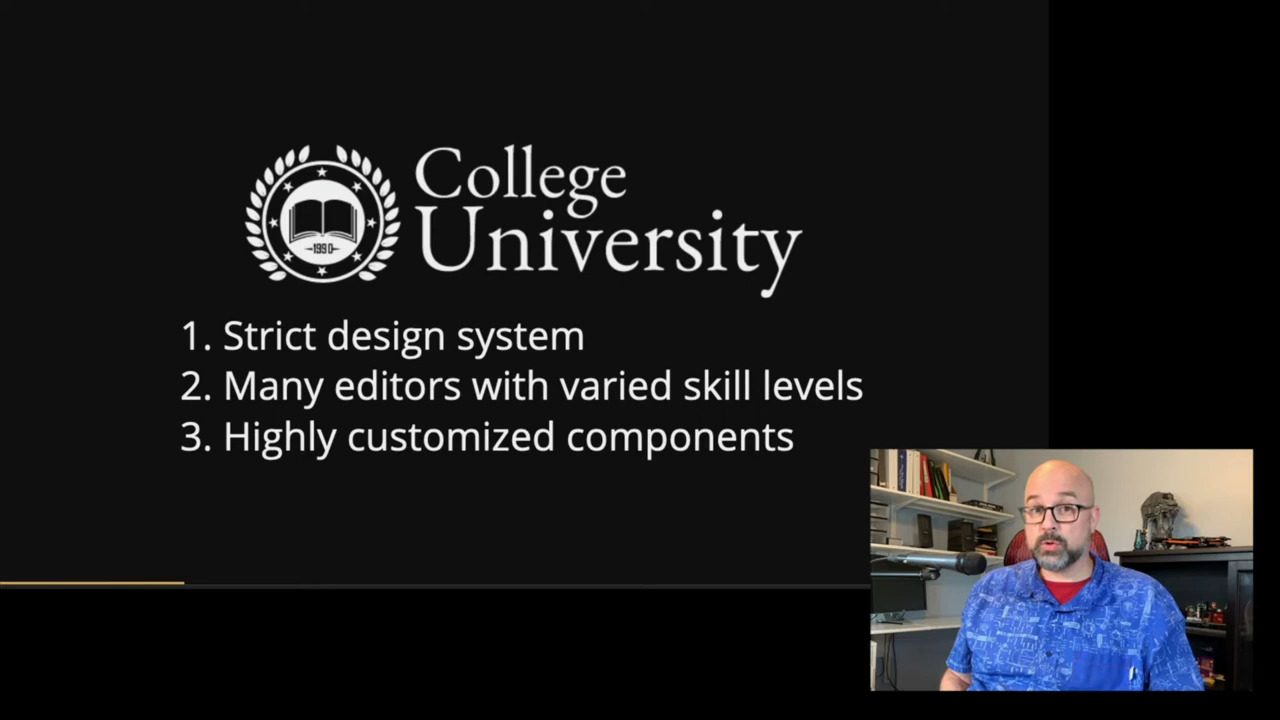 College
University
1990
1. Strict design system
2. Many editors with varied skill levels
3. Highly customized components